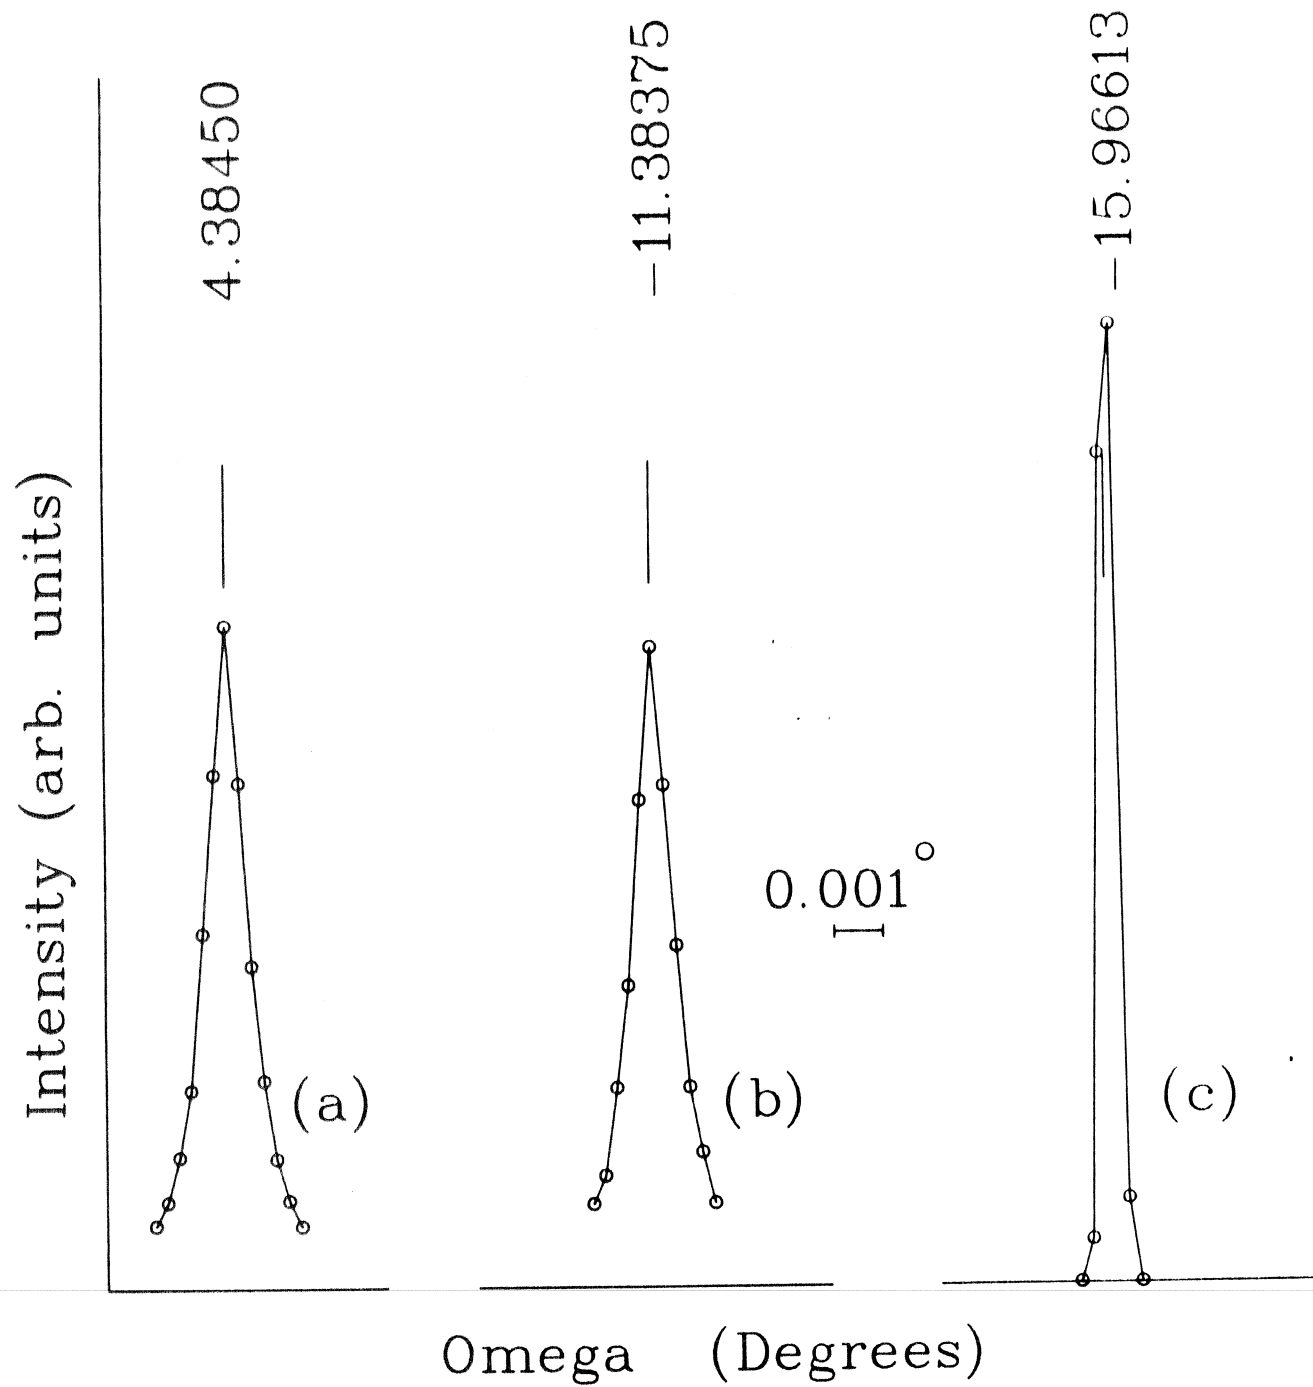 4.38450
−11.38375
−15.96613
Intensity (arb. units)
0.001°
(a)
(b)
(c)
Omega (Degrees)